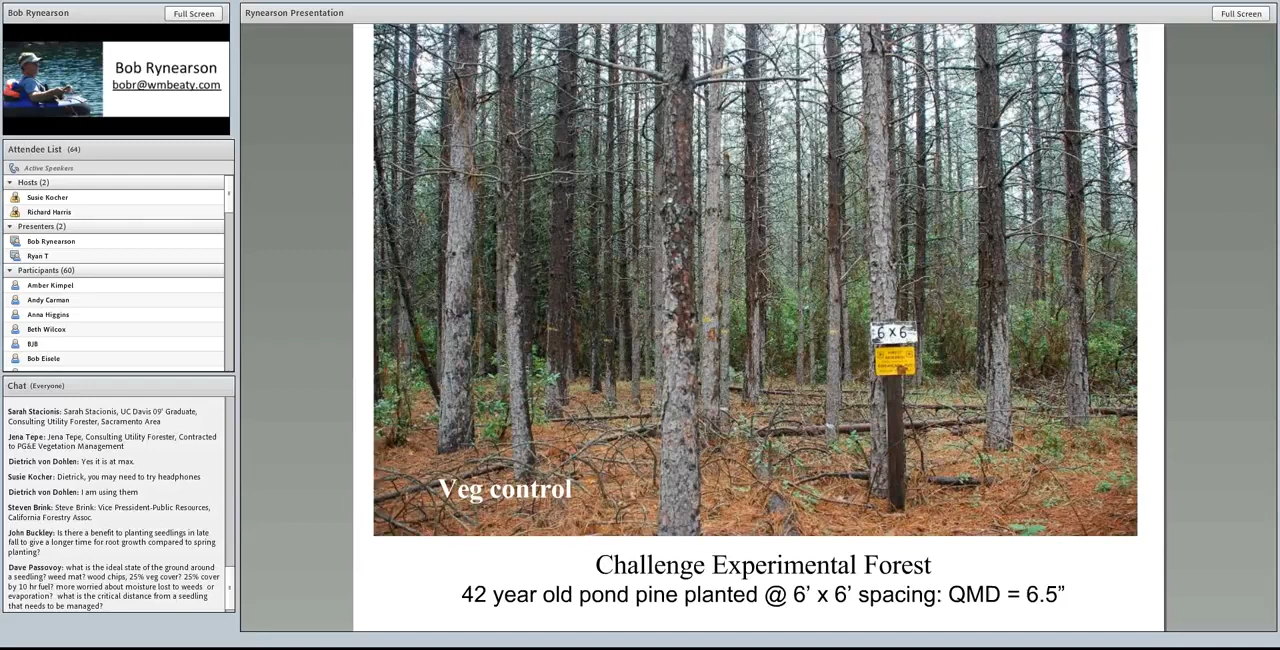 Bob Rynearson
Full Screen
Bob Rynearson
bobr@wmbeaty.com
Attendee List (64)
Active Speakers
Hosts (2)
Susie Kocher
Richard Harris
Presenters (2)
Bob Rynearson
Ryan T
Participants (60)
Amber Kimpel
Andy Carman
Anna Higgins
Beth Wilcox
BJB
Bob Eisele
Chat (Everyone)
Sarah Stacionis: Sarah Stacionis, UC Davis 09' Graduate,
Consulting Utility Forester, Sacramento Area
Jena Tepe: Jena Tepe, Consulting Utility Forester, Contracted
to PG&E Vegetation Management
Dietrich von Dohlen: Yes it is at max.
Susie Kocher: Dietrick, you may need to try headphones
Dietrich von Dohlen: I am using them
Steven Brink: Steve Brink: Vice President-Public Resources,
California Forestry Assoc.
John Buckley: Is there a benefit to planting seedlings in late
fall to give a longer time for root growth compared to spring
planting?
Dave Passovoy: what is the ideal state of the ground around
a seedling? weed mat? wood chips, 25% veg cover? 25% cover
by 10 hr fuel? more worried about moisture lost to weeds or
evaporation? what is the critical distance from a seedling
that needs to be managed?
Rynearson Presentation
Full Screen
6 x 6
Veg control
Challenge Experimental Forest
42 year old pond pine planted @ 6’ x 6’ spacing: QMD = 6.5”